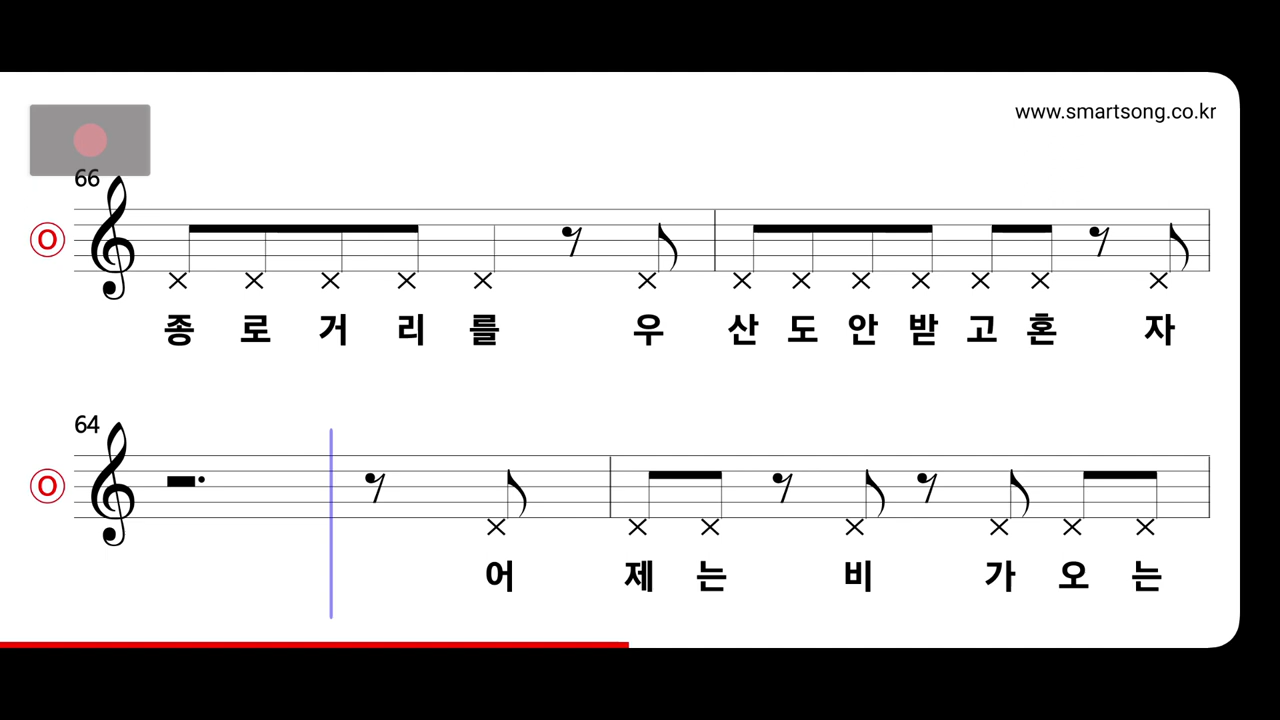 www.smartsong.co.kr
66
O
종 로 거 리 를 우 산 도 안 받 고 혼 자
64
O
어 제 는 비 가 오 는